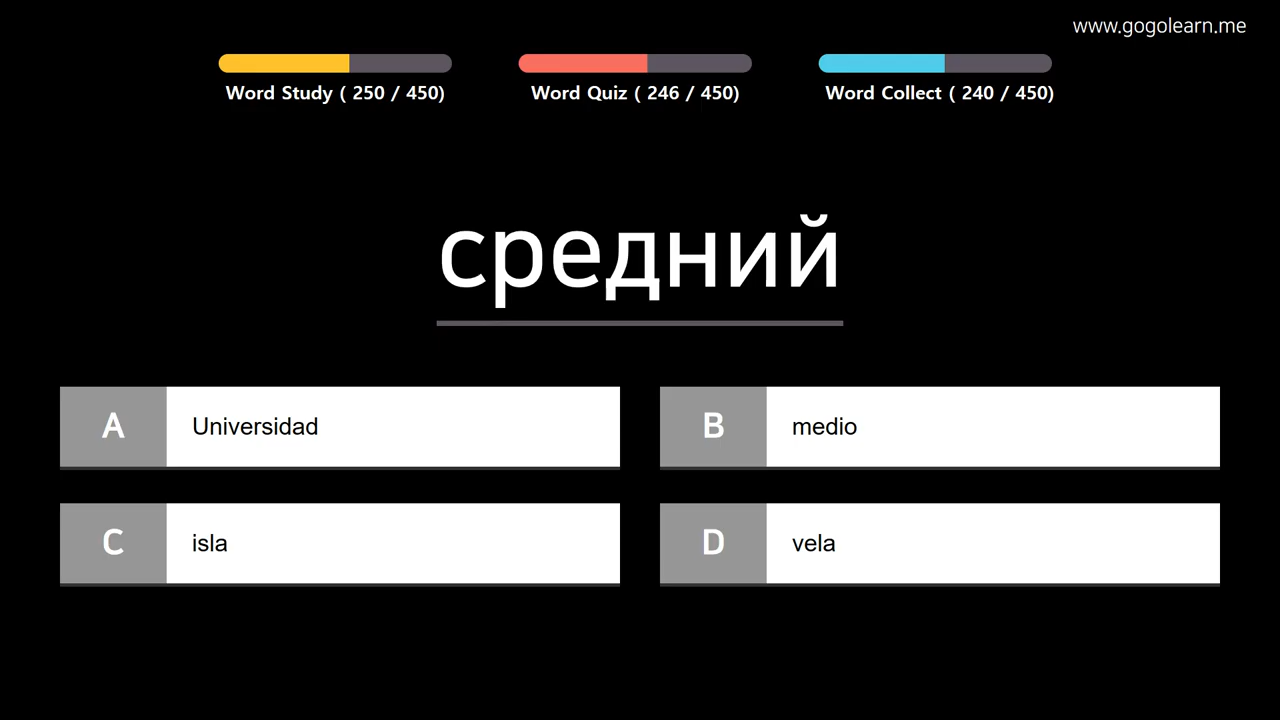 www.gogolearn.me
Word Study ( 250 / 450)
Word Quiz ( 246 / 450)
Word Collect ( 240 / 450)
средний
A Universidad
B medio
C isla
D vela